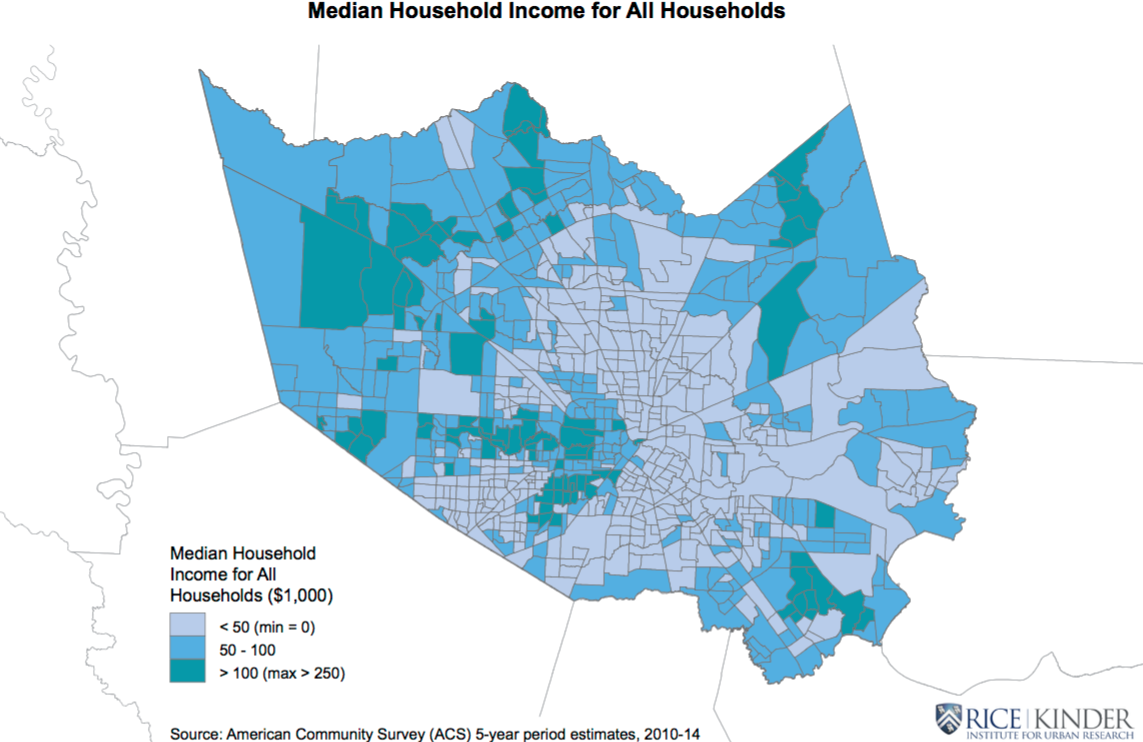 Median Household Income for All Households
Median Household
Income for All
Households ($1,000)
< 50 (min = 0)
50 - 100
> 100 (max > 250)
Source: American Community Survey (ACS) 5-year period estimates, 2010-14
RICE | KINDER
INSTITUTE FOR URBAN RESEARCH